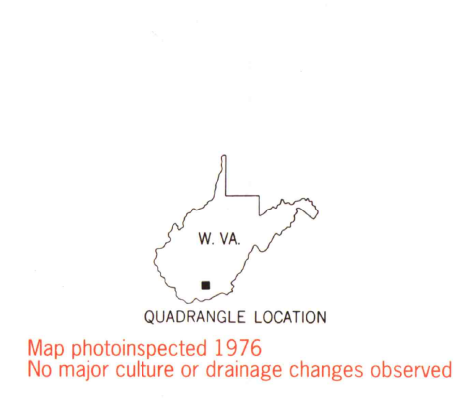 W. VA.
QUADRANGLE LOCATION
Map photoinspected 1976
No major culture or drainage changes observed